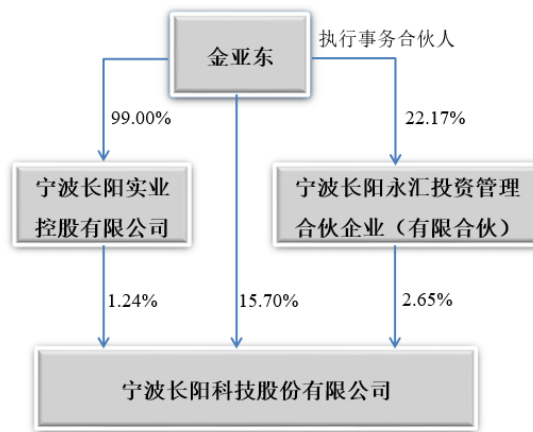 金亚东
执行事务合伙人
99.00%
22.17%
宁波长阳实业
控股有限公司
宁波长阳永汇投资管理
合伙企业（有限合伙）
1.24%
15.70%
2.65%
宁波长阳科技股份有限公司